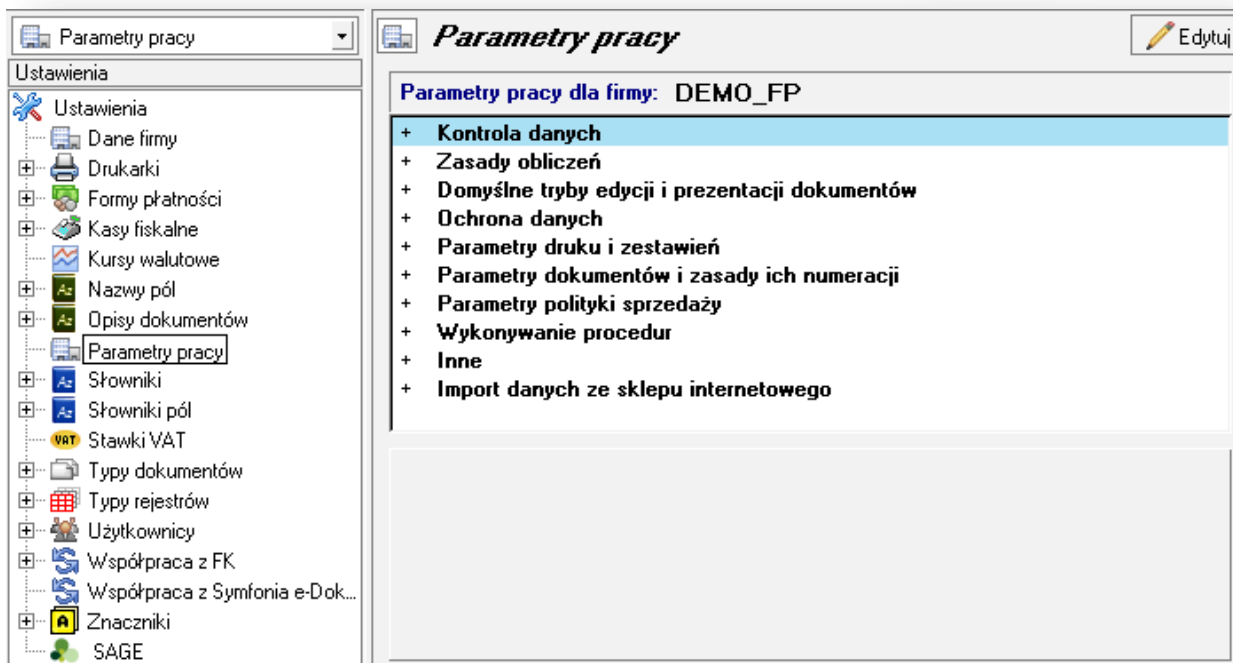 Parametry pracy
Ustawienia
Ustawienia
Dane firmy
Drukarki
Formy płatności
Kasy fiskalne
Kursy walutowe
Nazwy pól
Opisy dokumentów
Parametry pracy
Słowniki
Słowniki pól
VAT Stawki VAT
Typy dokumentów
Typy rejestrów
Użytkownicy
Współpraca z FK
Współpraca z Symfonia e-Dok...
A Znaczniki
SAGE
Parametry pracy
Edytuj
Parametry pracy dla firmy: DEMO_FP
+ Kontrola danych
+ Zasady obliczeń
+ Domyślne tryby edycji i prezentacji dokumentów
+ Ochrona danych
+ Parametry druku i zestawień
+ Parametry dokumentów i zasady ich numeracji
+ Parametry polityki sprzedaży
+ Wykonywanie procedur
+ Inne
+ Import danych ze sklepu internetowego